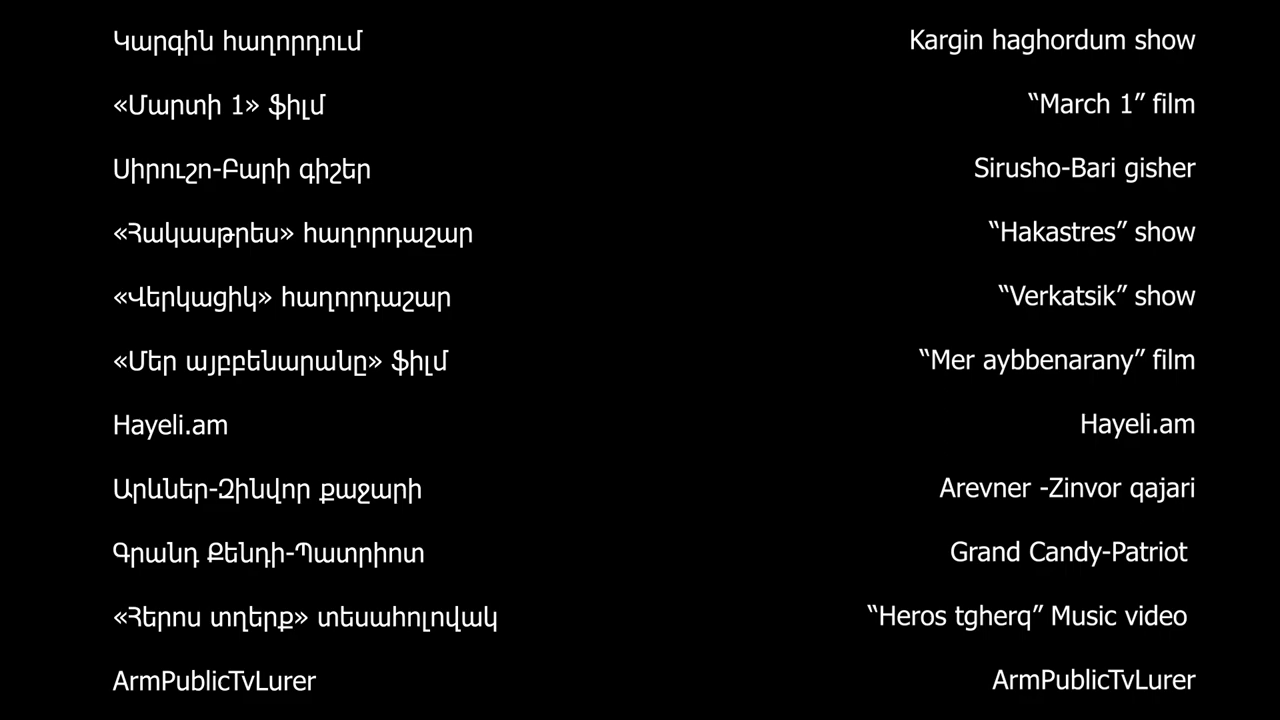 Կարգին հաղորդում Kargin haghordum show
«Մարտի 1» ֆիլմ “March 1” film
Սիրուշո-Բարի գիշեր Sirusho-Bari gisher
«Հակասթրես» հաղորդաշար “Hakastres” show
«Վերկացիկ» հաղորդաշար “Verkatsik” show
«Մեր այբբենարանը» ֆիլմ “Mer aybbenarany” film
Hayeli.am Hayeli.am
Արևներ-Զինվոր քաջարի Arevner -Zinvor qajari
Գրանդ Քենդի-Պատրիոտ Grand Candy-Patriot
«Հերոս տղերք» տեսահոլովակ “Heros tgherq” Music video
ArmPublicTvLurer ArmPublicTvLurer